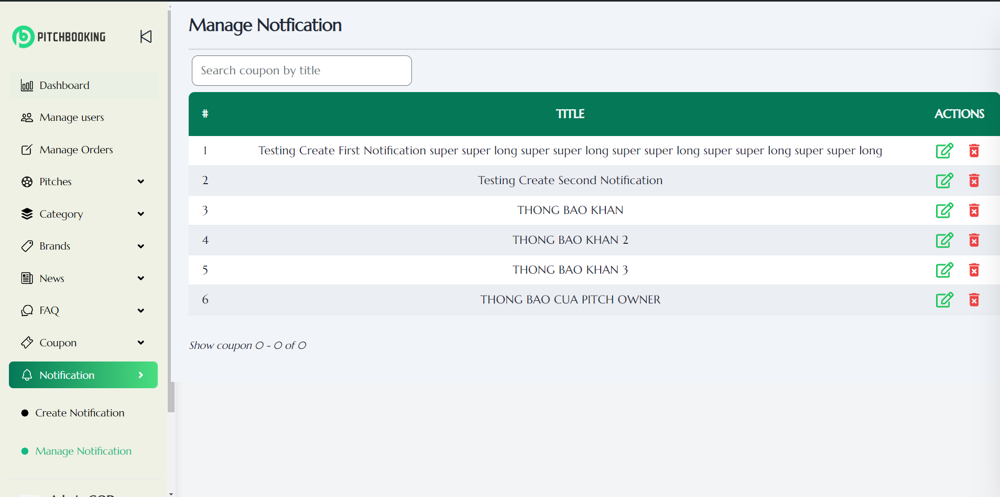 PITCHBOOKING
Dashboard
Manage users
Manage Orders
Pitches
Category
Brands
News
FAQ
Coupon
Notification
Create Notification
Manage Notification
Manage Notfication
Search coupon by title
# TITLE ACTIONS
1 Testing Create First Notification super super long super super long super super long super super long super super long
2 Testing Create Second Notification
3 THONG BAO KHAN
4 THONG BAO KHAN 2
5 THONG BAO KHAN 3
6 THONG BAO CUA PITCH OWNER
Show coupon 0 - 0 of 0